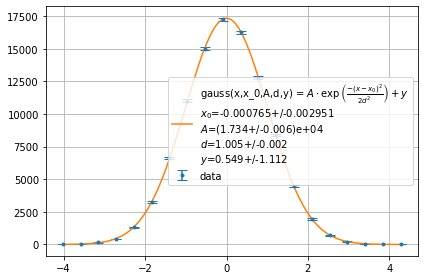 17500
15000
12500
10000
7500
5000
2500
0
−4 −2 0 2 4
gauss(x,x_0,A,d,y) = A · exp (−(x−x₀)²/2d²) + y
x₀=-0.000765+/-0.002951
A=(1.734+/-0.006)e+04
d=1.005+/-0.002
y=0.549+/-1.112
data